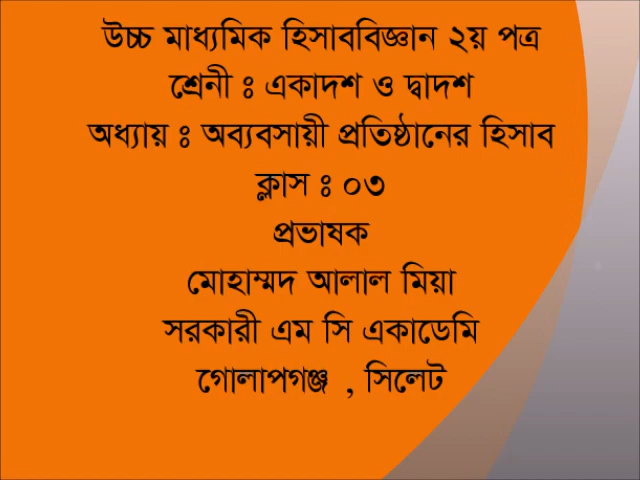 উচ্চ মাধ্যমিক হিসাববিজ্ঞান ২য় পত্র
শ্রেনী ঃ একাদশ ও দ্বাদশ
অধ্যায় ঃ অব্যবসায়ী প্রতিষ্ঠানের হিসাব
ক্লাস ঃ ০৩
প্রভাষক
মোহাম্মদ আলাল মিয়া
সরকারী এম সি একাডেমি
গোলাপগঞ্জ , সিলেট